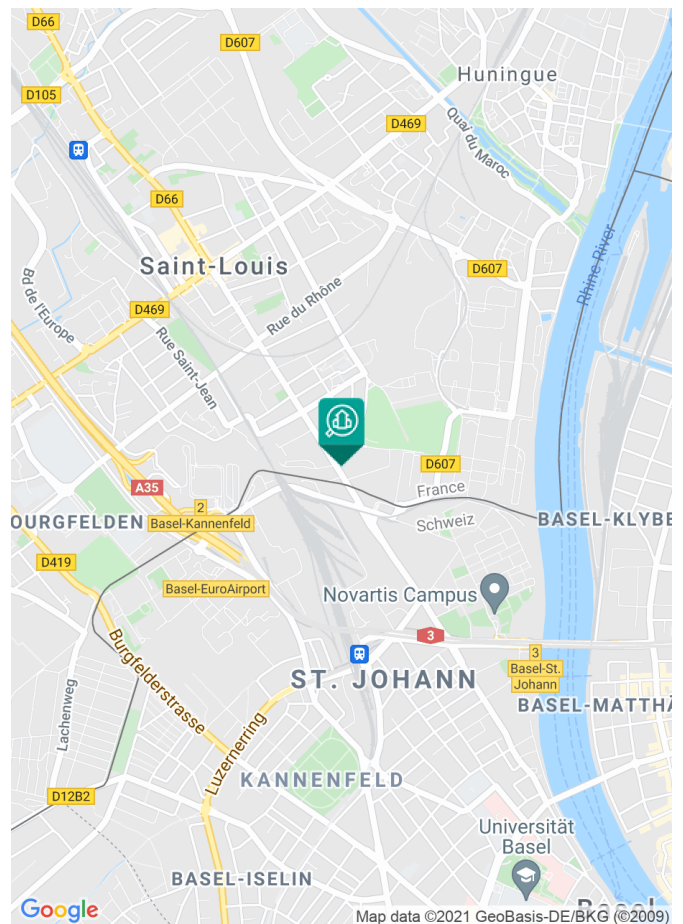 D66
D607
D105
Huningue
D469
Quai du Maroc
D66
Rhine River
Saint-Louis
D607
Bd de l'Europe
D469
Rue du Rhône
Rue Saint-Jean
A35
D607
2
France
OURGFELDEN
Basel-Kannenfeld
Schweiz
BASEL-KLYBE
D419
Basel-EuroAirport
Novartis Campus
3
3
Burgfelderstrasse
Basel-St.
Johann
ST. JOHANN
Lachenweg
BASEL-MATTHÄ
Luzernerring
KANNENFELD
D12B2
Universität
Basel
BASEL-ISELIN
Basel
Google
Map data ©2021 GeoBasis-DE/BKG (©2009)